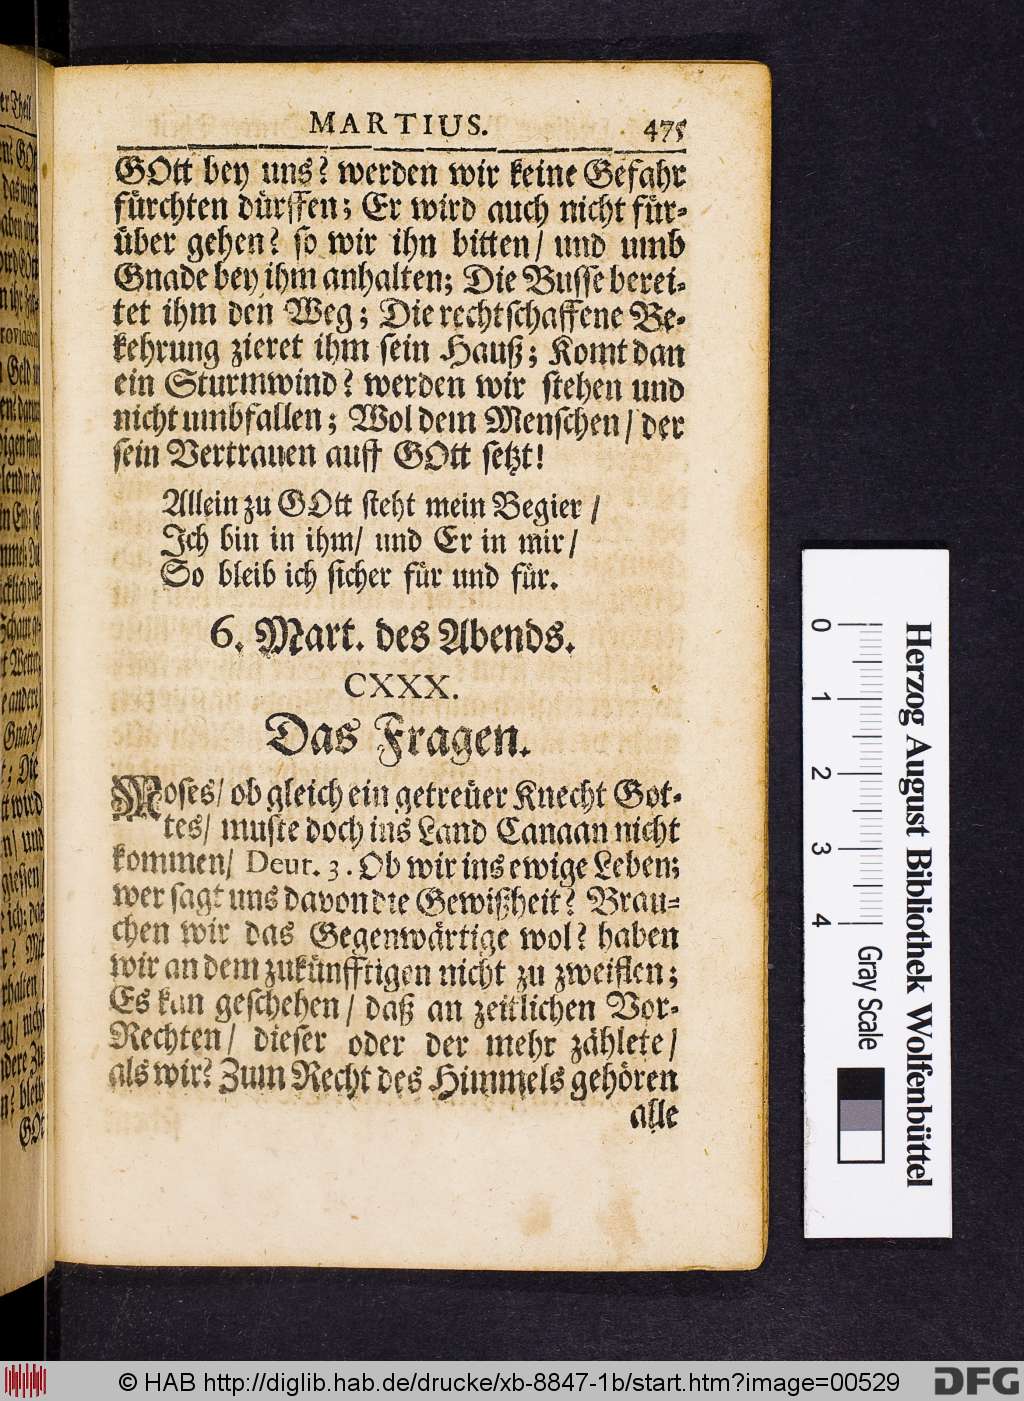 MARTIUS. 475
GOtt bey uns? werden wir keine Gefahr
fürchten dürffen; Er wird auch nicht für-
über gehen? so wir ihn bitten/ und umb
Gnade bey ihm anhalten; Die Busse berei-
tet ihm den Weg; Die rechtschaffene Be-
kehrung zieret ihm sein Hauß; Komt dan
ein Sturmwind? werden wir stehen und
nicht umbfallen; Wol dem Menschen/ der
sein Vertrauen auff GOtt setzt!
Allein zu GOtt steht mein Begier/
Ich bin in ihm/ und Er in mir/
So bleib ich sicher für und für.
6. Mart. des Abends.
CXXX.
Das Fragen.
Moses/ ob gleich ein getreüer Knecht Got-
tes/ muste doch ins Land Canaan nicht
kommen/ Deut. 3. Ob wir ins ewige Leben;
wer sagt uns davon die Gewißheit? Brau-
chen wir das Gegenwärtige wol? haben
wir an dem zukünfftigen nicht zu zweiflen;
Es kan geschehen/ daß an zeitlichen Vor-
Rechten/ dieser oder der mehr zählete/
als wir? Zum Recht des Himmels gehören
alle
0 1 2 3 4
Gray Scale
Herzog August Bibliothek Wolfenbüttel
© HAB http://diglib.hab.de/drucke/xb-8847-1b/start.htm?image=00529
DFG